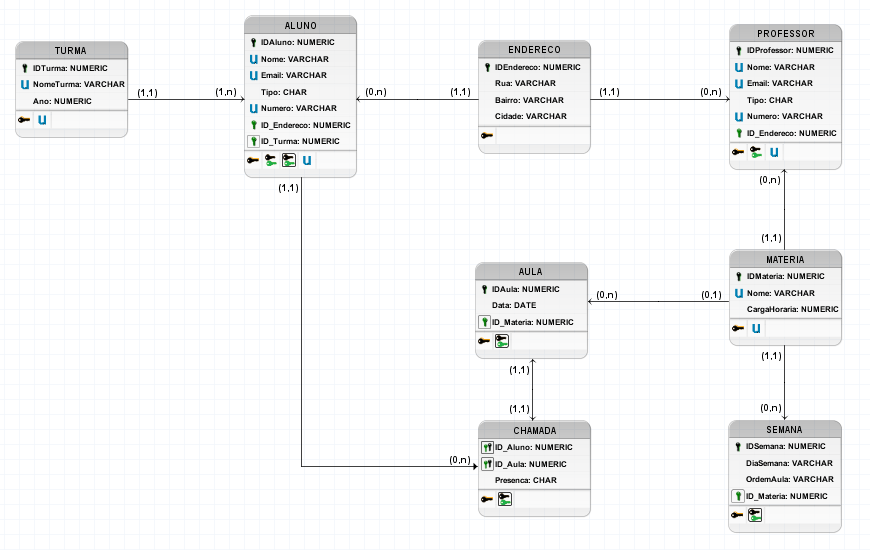 TURMA
IDTurma: NUMERIC
NomeTurma: VARCHAR
Ano: NUMERIC
(1,1)
(1,n)
ALUNO
IDAluno: NUMERIC
Nome: VARCHAR
Email: VARCHAR
Tipo: CHAR
Numero: VARCHAR
ID_Endereco: NUMERIC
ID_Turma: NUMERIC
(0,n)
(1,1)
ENDERECO
IDEndereco: NUMERIC
Rua: VARCHAR
Bairro: VARCHAR
Cidade: VARCHAR
(1,1)
(0,n)
PROFESSOR
IDProfessor: NUMERIC
Nome: VARCHAR
Email: VARCHAR
Tipo: CHAR
Numero: VARCHAR
ID_Endereco: NUMERIC
(0,n)
(1,1)
(1,1)
AULA
IDAula: NUMERIC
Data: DATE
ID_Materia: NUMERIC
(0,n)
(0,1)
MATERIA
IDMateria: NUMERIC
Nome: VARCHAR
CargaHoraria: NUMERIC
(1,1)
(1,1)
(1,1)
(0,n)
(0,n)
CHAMADA
ID_Aluno: NUMERIC
ID_Aula: NUMERIC
Presenca: CHAR
SEMANA
IDSemana: NUMERIC
DiaSemana: VARCHAR
OrdemAula: VARCHAR
ID_Materia: NUMERIC